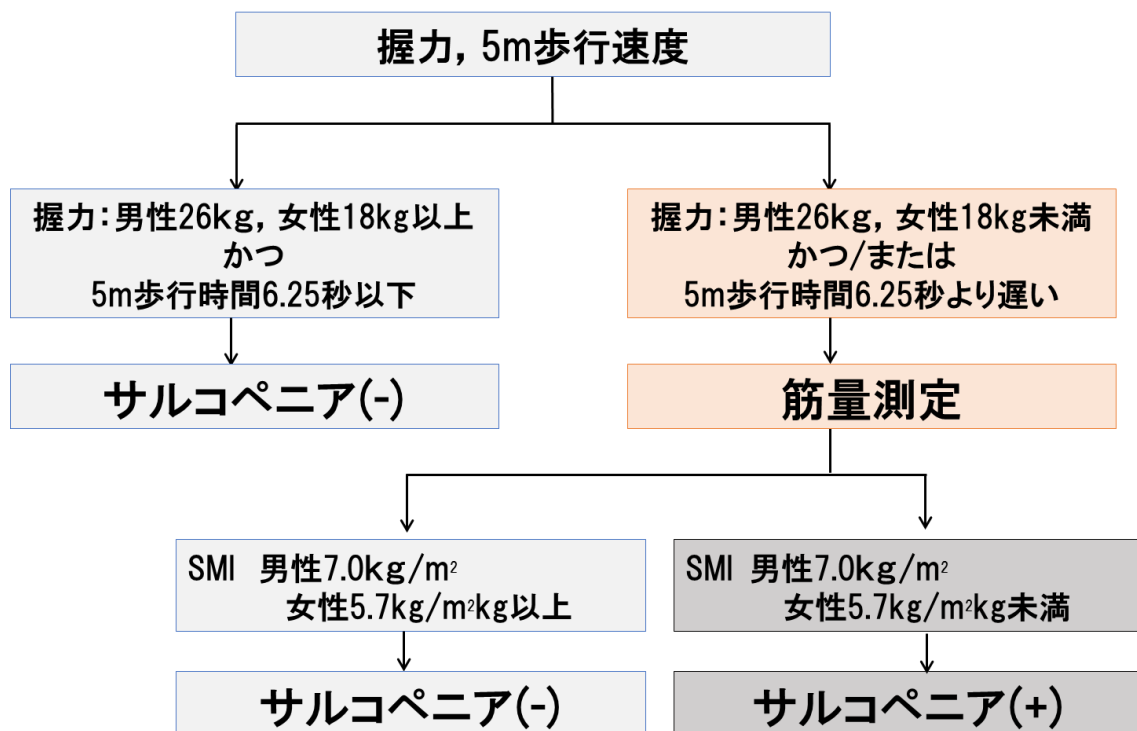 握力，5m歩行速度
握力：男性26kg，女性18kg以上
かつ
5m歩行時間6.25秒以下
握力：男性26kg，女性18kg未満
かつ/または
5m歩行時間6.25秒より遅い
サルコペニア(-)
筋量測定
SMI 男性7.0kg/m²
女性5.7kg/m²kg以上
SMI 男性7.0kg/m²
女性5.7kg/m²kg未満
サルコペニア(-)
サルコペニア(+)